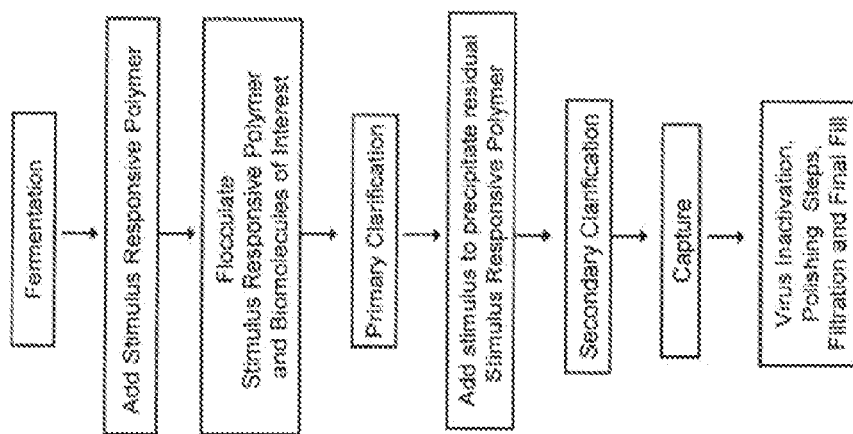 Fermentation
Add Stimulus Responsive Polymer
Flocculate
Stimulus Responsive Polymer
and Biomolecules of Interest
Primary Clarification
Add stimulus to precipitate residual
Stimulus Responsive Polymer
Secondary Clarification
Capture
Virus Inactivation,
Polishing Steps,
Filtration and Final Fill